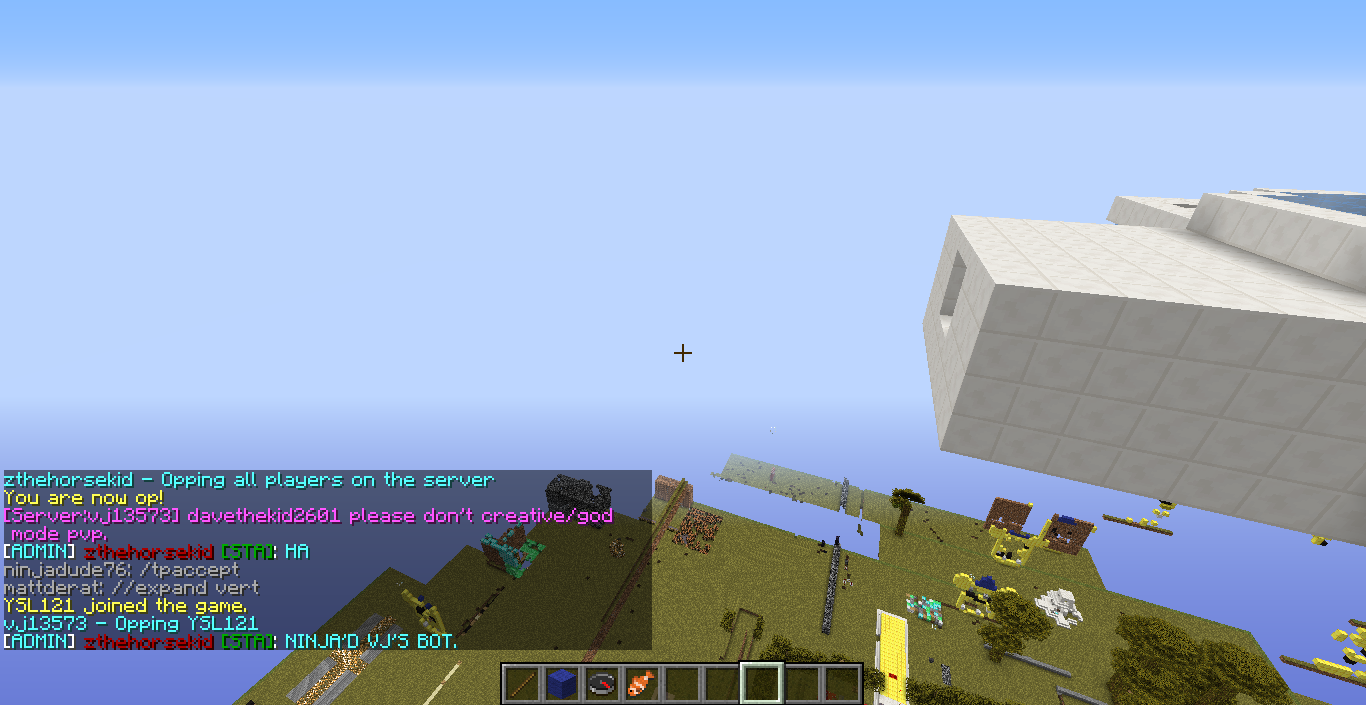 zthehorsekid - Opping all players on the server
You are now op!
[Server:vj13573] davethekid2601 please don't creative/god
mode pvp.
[ADMIN] zthehorsekid [STA]: HA
ninjadude76: /tpaccept
mattderat: //expand vert
YSL121 joined the game.
vj13573 - Opping YSL121
[ADMIN] zthehorsekid [STA]: NINJA'D VJ'S BOT.